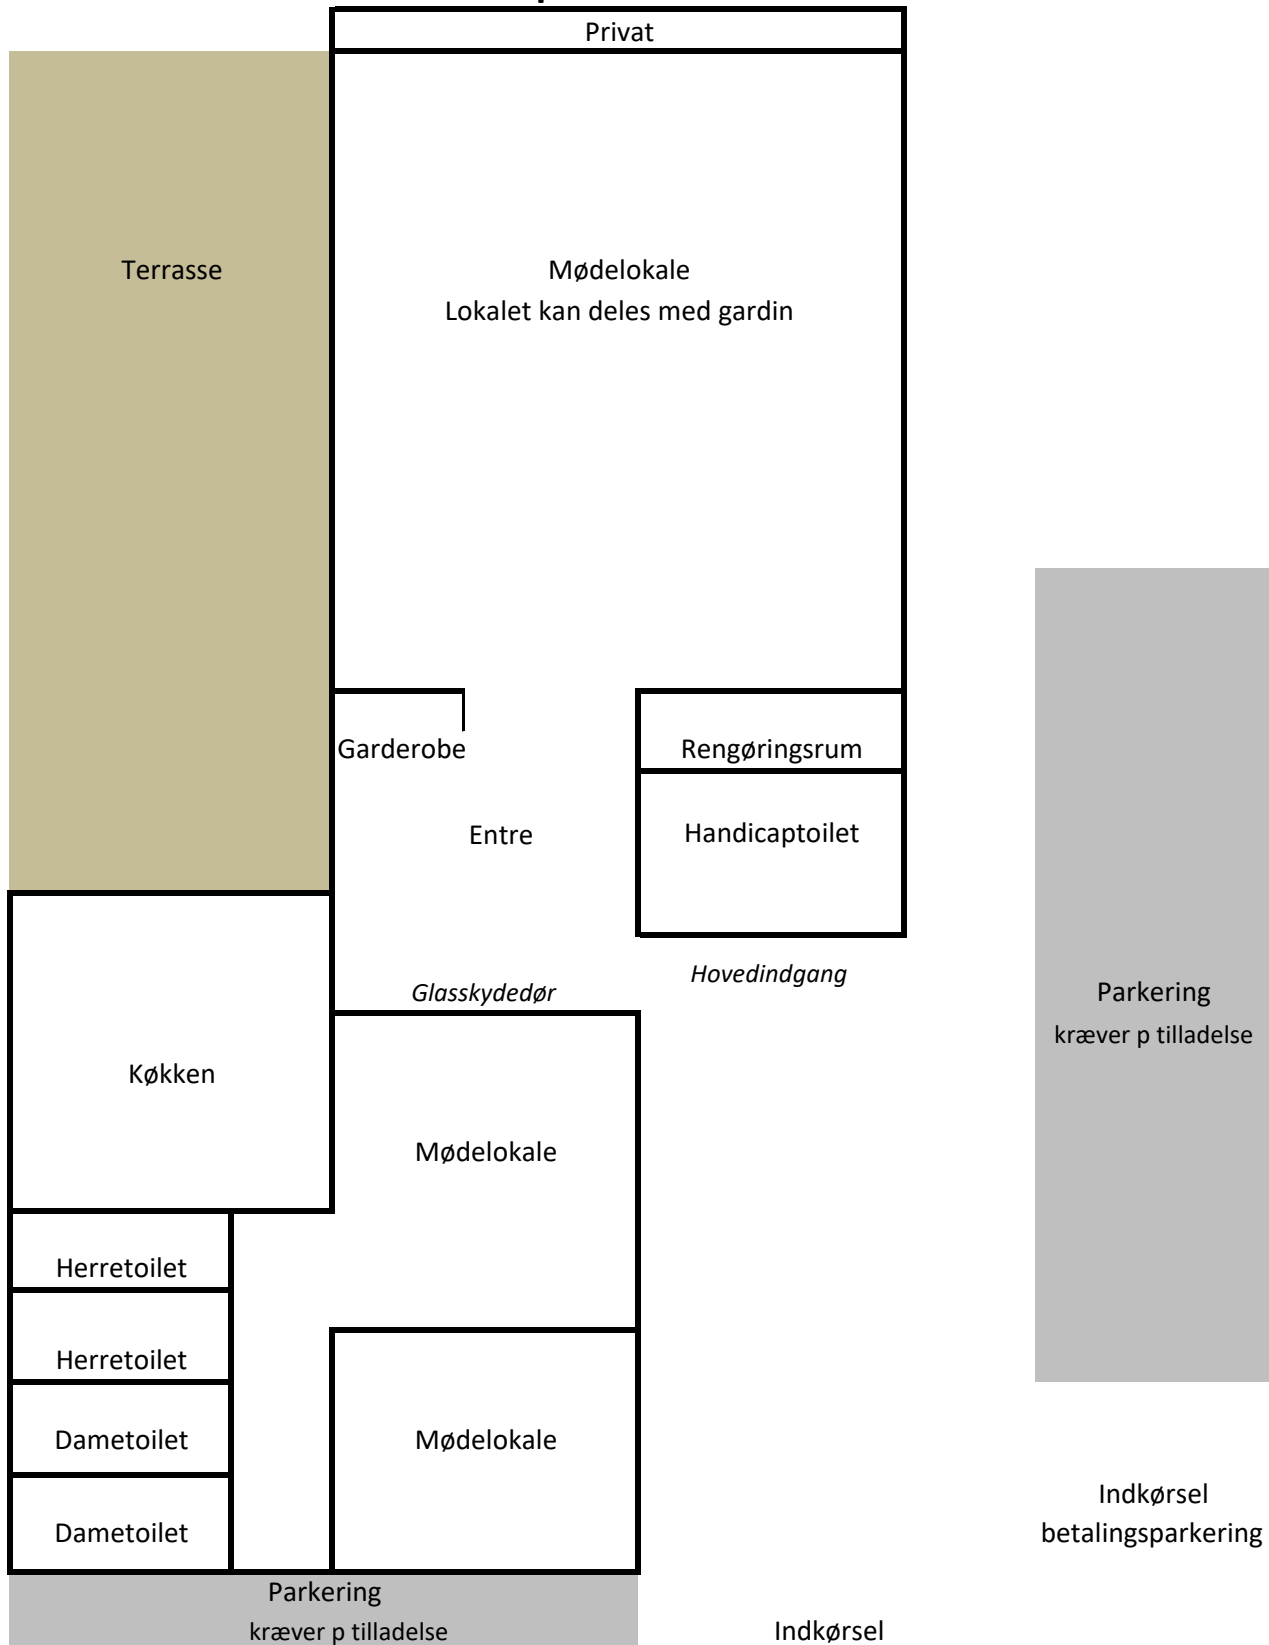 Privat
Terrasse
Mødelokale
Lokalet kan deles med gardin
Garderobe
Rengøringsrum
Entre
Handicaptoilet
Hovedindgang
Glasskydedør
Parkering
kræver p tilladelse
Køkken
Mødelokale
Herretoilet
Herretoilet
Dametoilet
Mødelokale
Indkørsel
betalingsparkering
Dametoilet
Parkering
kræver p tilladelse
Indkørsel